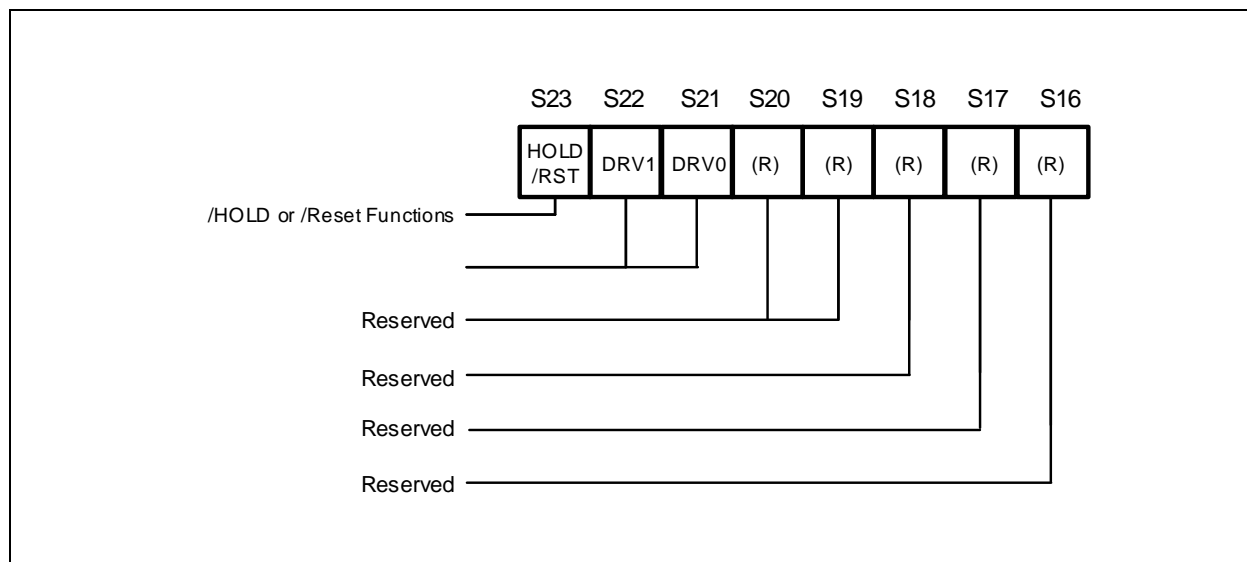 S23 S22 S21 S20 S19 S18 S17 S16
HOLD
/RST DRV1 DRV0 (R) (R) (R) (R) (R)
/HOLD or /Reset Functions
Reserved
Reserved
Reserved
Reserved